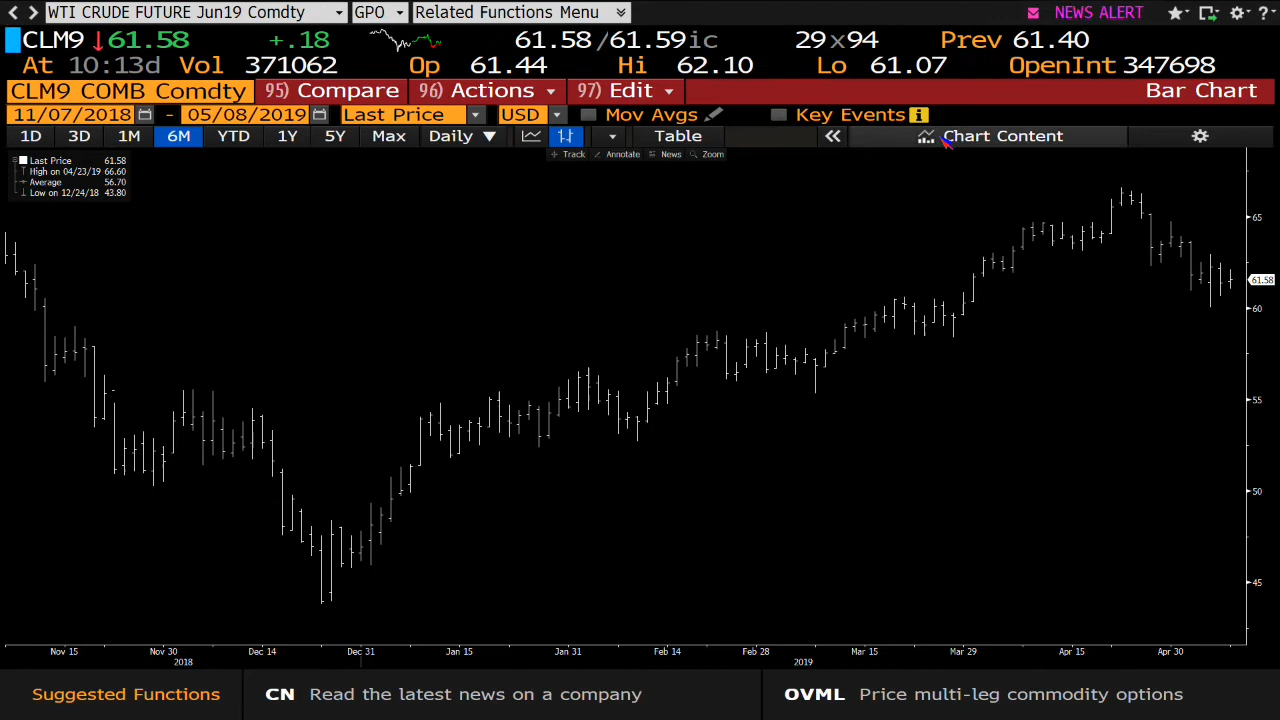 WTI CRUDE FUTURE Jun19 Comdty GPO Related Functions Menu NEWS ALERT ?
CLM9 ↓61.58 +.18 61.58/61.59ic 29x94 Prev 61.40
At 10:13d Vol 371062 Op 61.44 Hi 62.10 Lo 61.07 OpenInt 347698
CLM9 COMB Comdty 95) Compare 96) Actions 97) Edit Bar Chart
11/07/2018 - 05/08/2019 Last Price USD Mov Avgs Key Events i
1D 3D 1M 6M YTD 1Y 5Y Max Daily ▼ Table « Chart Content
Track Annotate News Zoom
Last Price 61.58
High on 04/23/19 66.60
Average 56.70
Low on 12/24/18 43.80
65
61.58
60
55
50
45
Nov 15 Nov 30 Dec 14 Dec 31 Jan 15 Jan 31 Feb 14 Feb 28 Mar 15 Mar 29 Apr 15 Apr 30
2018 2019
Suggested Functions CN Read the latest news on a company OVML Price multi-leg commodity options